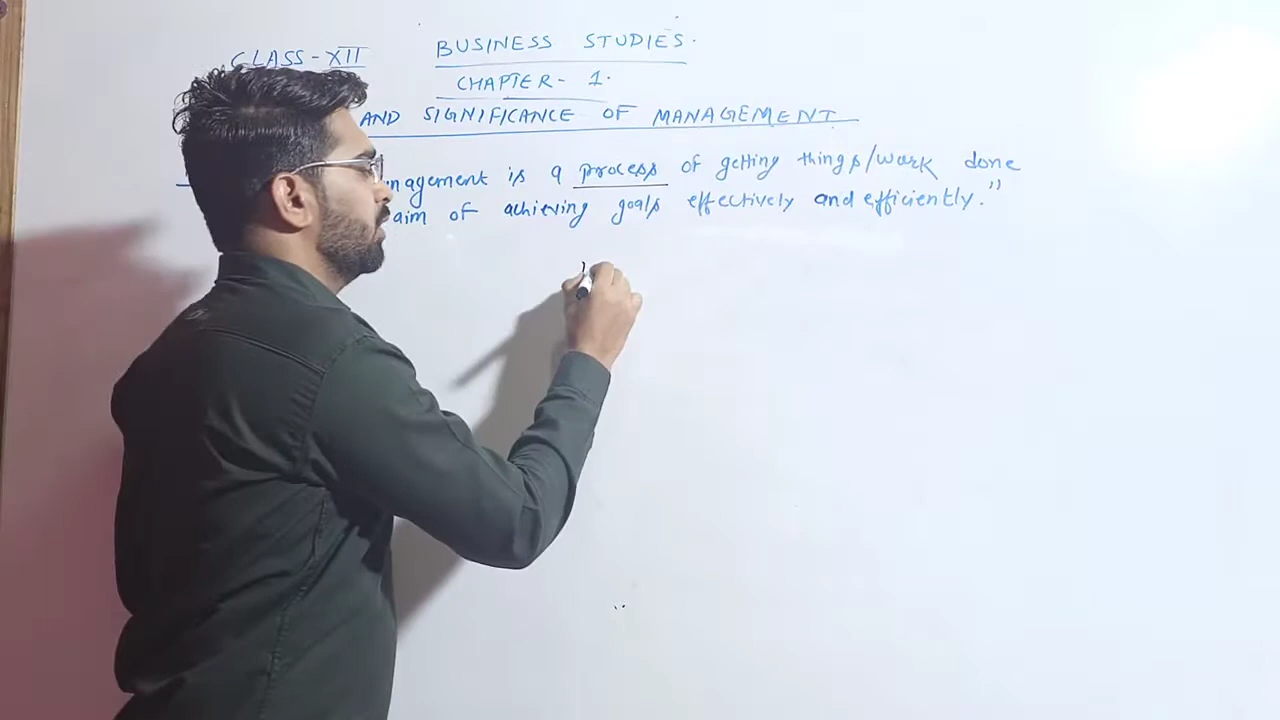 CLASS-XII BUSINESS STUDIES.
CHAPTER- 1.
AND SIGNIFICANCE OF MANAGEMENT
nagement is a process of getting things/work done
aim of achieving goals effectively and efficiently."